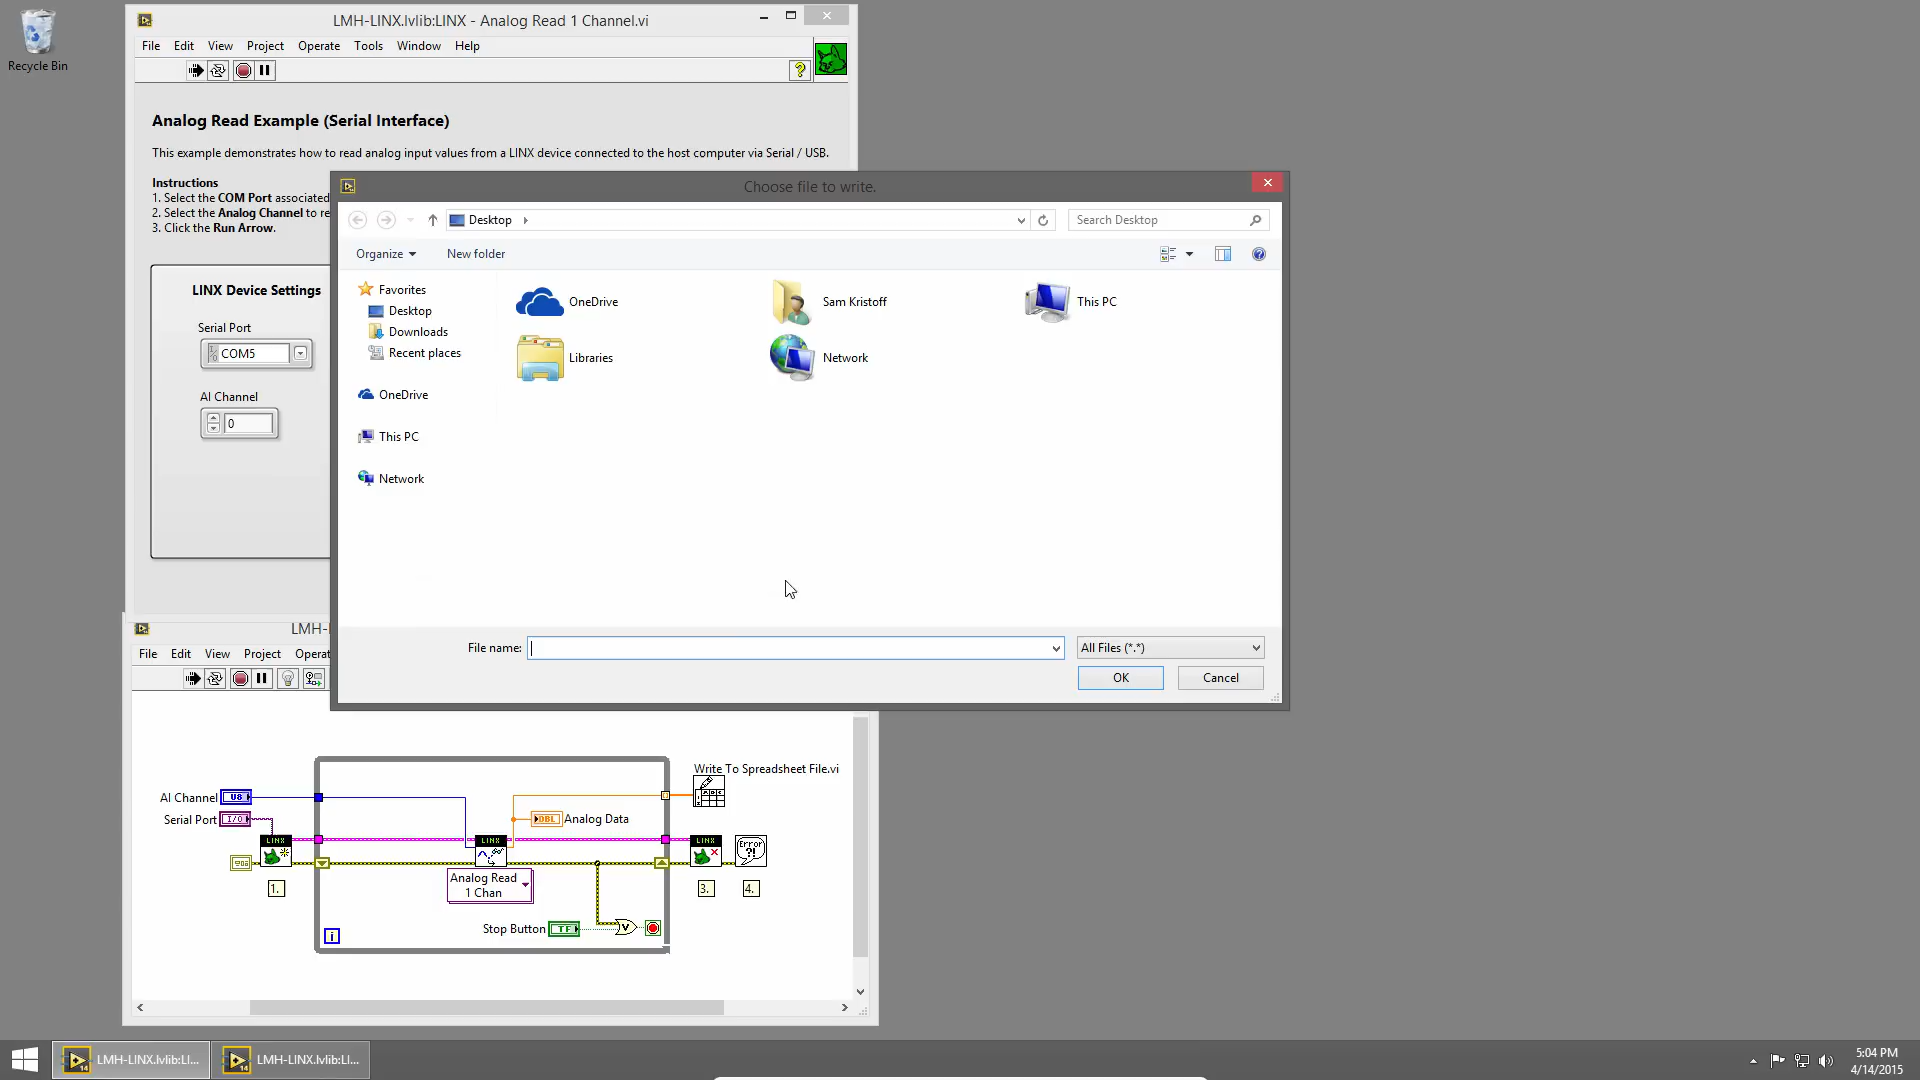 Recycle Bin
LMH-LINX.lvlib:LINX - Analog Read 1 Channel.vi
File Edit View Project Operate Tools Window Help
Analog Read Example (Serial Interface)
This example demonstrates how to read analog input values from a LINX device connected to the host computer via Serial / USB.
Instructions
1. Select the COM Port associated
2. Select the Analog Channel to re
3. Click the Run Arrow.
LINX Device Settings
Serial Port
COM5
AI Channel
0
Choose file to write.
Desktop
Search Desktop
Organize New folder
Favorites
Desktop
Downloads
Recent places
OneDrive
This PC
Network
OneDrive
Sam Kristoff
This PC
Libraries
Network
File name:
All Files (*.*)
OK
Cancel
LMH-L
File Edit View Project Operat
Write To Spreadsheet File.vi
AI Channel U8
Serial Port I/O
DBL Analog Data
LINX
LINX
LINX
Error
?!
Analog Read
1 Chan
1.
3.
4.
Stop Button TF
V
i
LMH-LINX.lvlib:LI...
LMH-LINX.lvlib:LI...
5:04 PM
4/14/2015